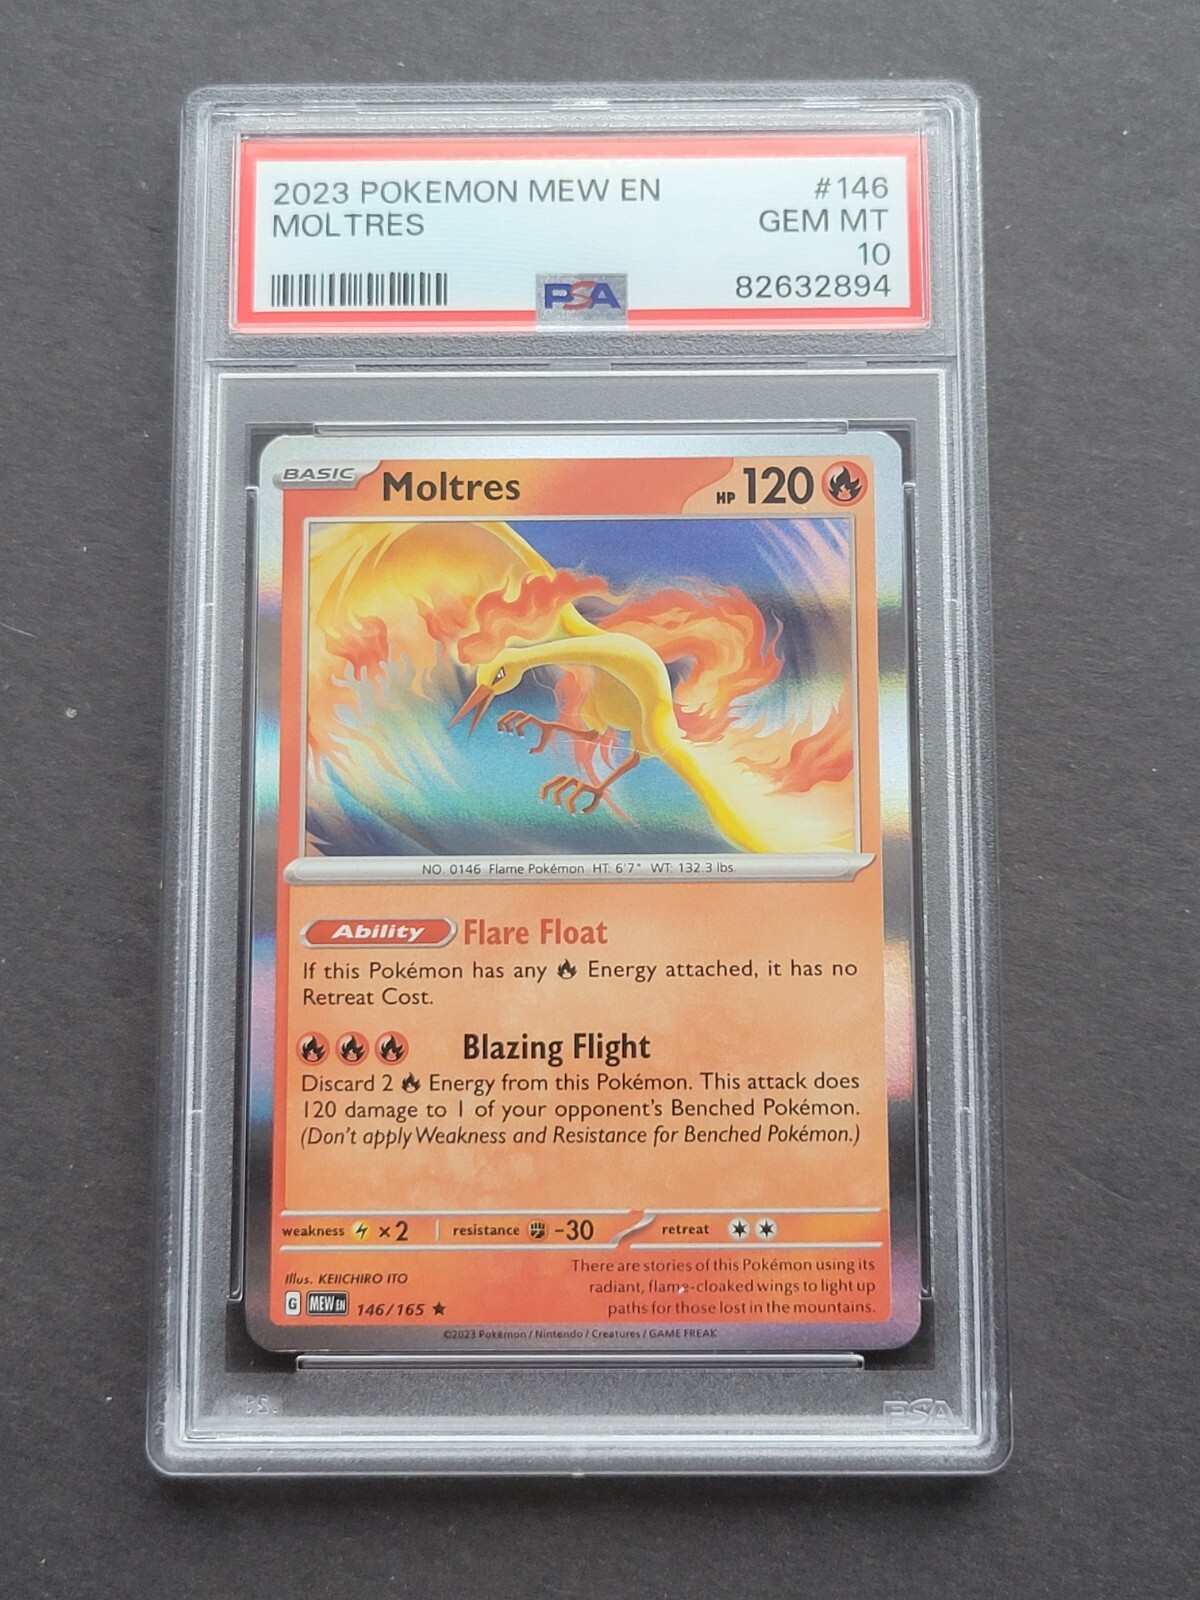 2023 POKEMON MEW EN #146
MOLTRES GEM MT
10
PSA 82632894
BASIC Moltres HP 120
NO. 0146 Flame Pokémon HT: 6'7" WT: 132.3 lbs.
Ability Flare Float
If this Pokémon has any Energy attached, it has no
Retreat Cost.
Blazing Flight
Discard 2 Energy from this Pokémon. This attack does
120 damage to 1 of your opponent's Benched Pokémon.
(Don't apply Weakness and Resistance for Benched Pokémon.)
weakness ×2 resistance -30 retreat
There are stories of this Pokémon using its
radiant, flame-cloaked wings to light up
paths for those lost in the mountains.
Illus. KEIICHIRO ITO
G MEW EN 146/165 ★
©2023 Pokémon / Nintendo / Creatures / GAME FREAK
PSA